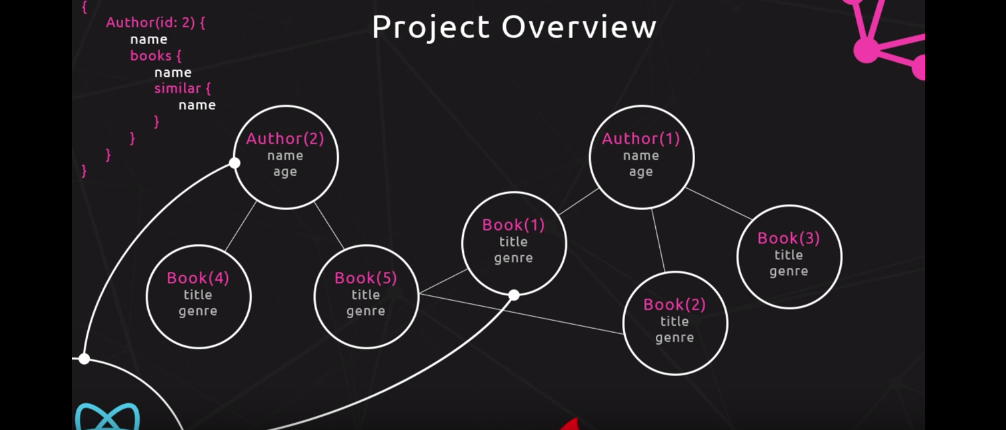 Project Overview
{
Author(id: 2) {
name
books {
name
similar {
name
}
}
}
}
Author(2)
name
age
Author(1)
name
age
Book(1)
title
genre
Book(3)
title
genre
Book(4)
title
genre
Book(5)
title
genre
Book(2)
title
genre